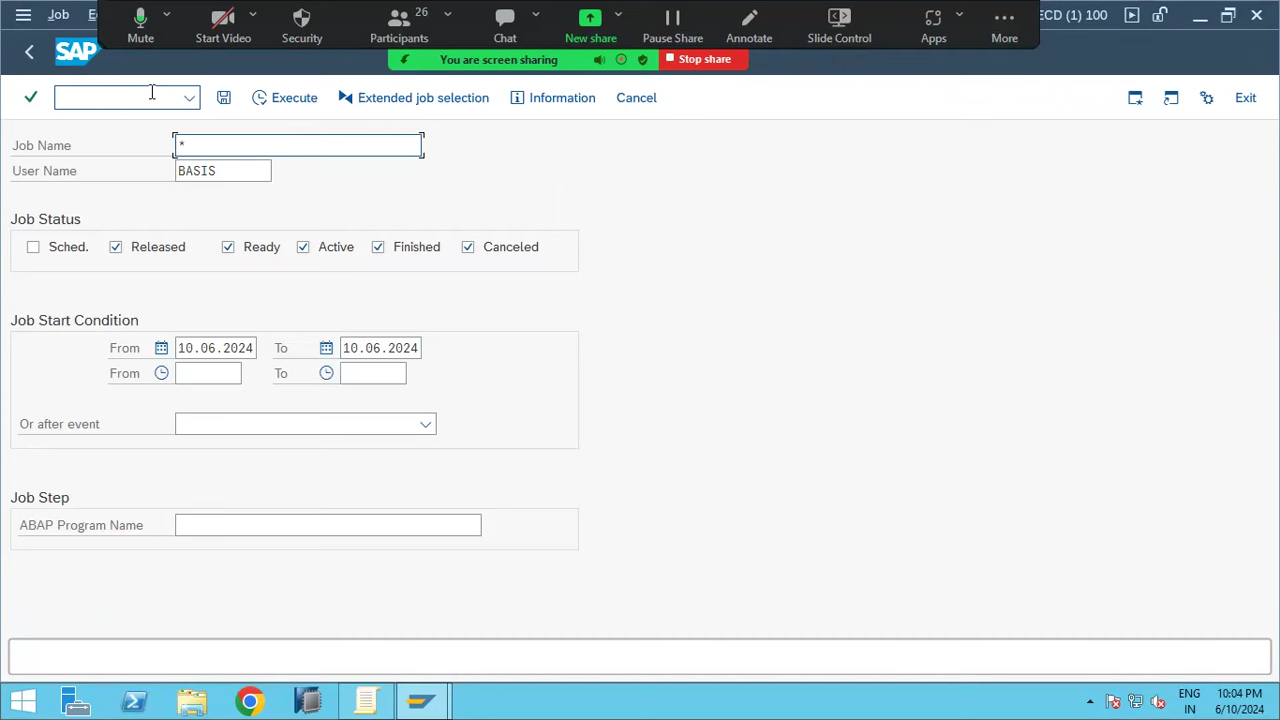 Job E
ECD (1) 100
Mute
Start Video
Security
Participants 26
Chat
New share
Pause Share
Annotate
Slide Control
Apps
More
SAP
You are screen sharing
Stop share
Execute
Extended job selection
Information
Cancel
Exit
Job Name *
User Name BASIS
Job Status
Sched. Released Ready Active Finished Canceled
Job Start Condition
From 10.06.2024 To 10.06.2024
From To
Or after event
Job Step
ABAP Program Name
ENG 10:04 PM
IN 6/10/2024